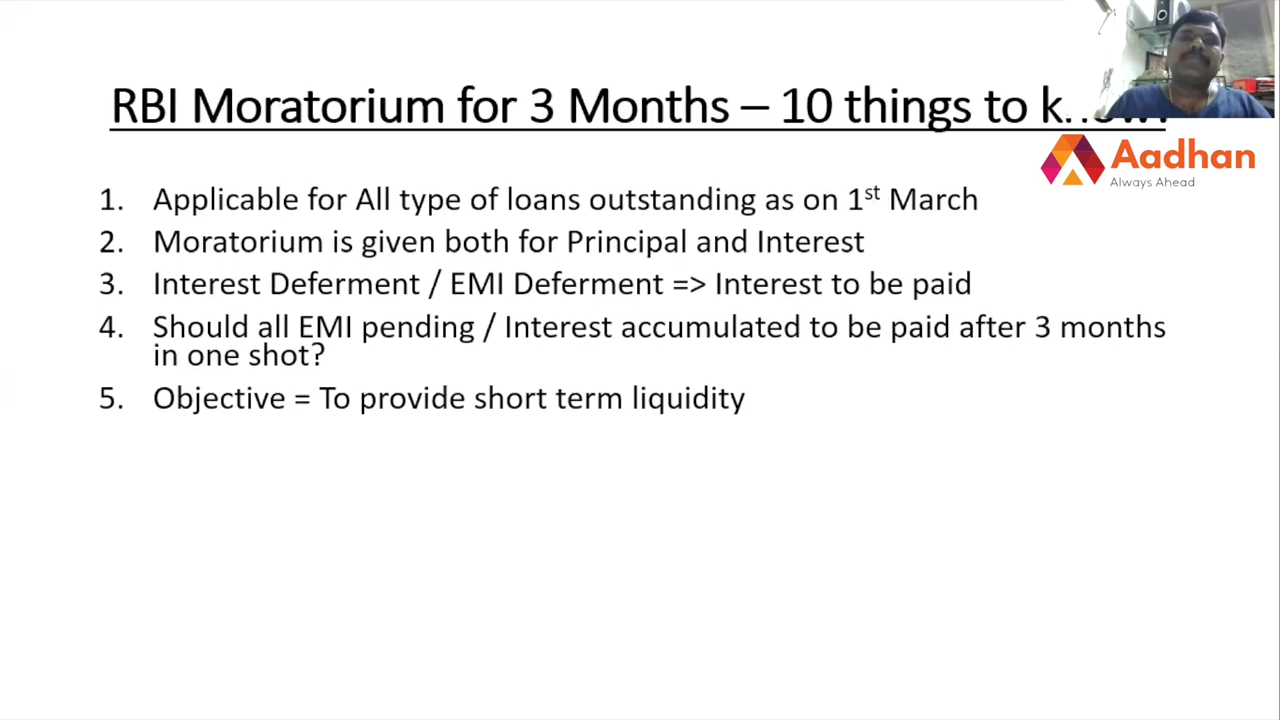 RBI Moratorium for 3 Months – 10 things to
Aadhan
Always Ahead
1. Applicable for All type of loans outstanding as on 1st March
2. Moratorium is given both for Principal and Interest
3. Interest Deferment / EMI Deferment => Interest to be paid
4. Should all EMI pending / Interest accumulated to be paid after 3 months
in one shot?
5. Objective = To provide short term liquidity